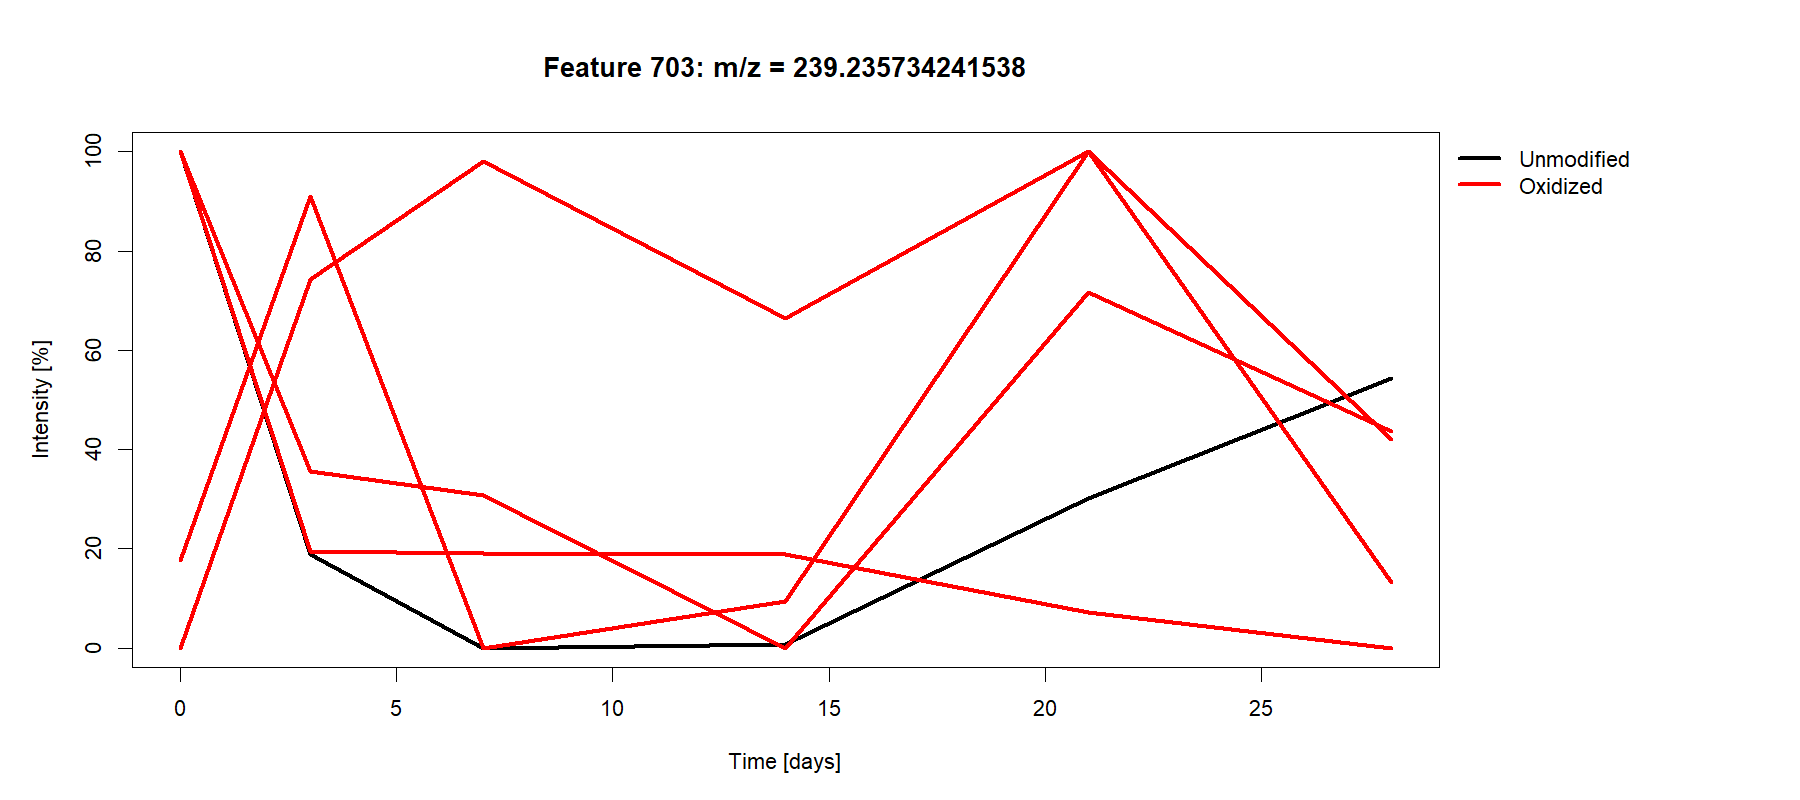 Feature 703: m/z = 239.235734241538
Unmodified
Oxidized
Intensity [%]
100
80
60
40
20
0
0 5 10 15 20 25
Time [days]